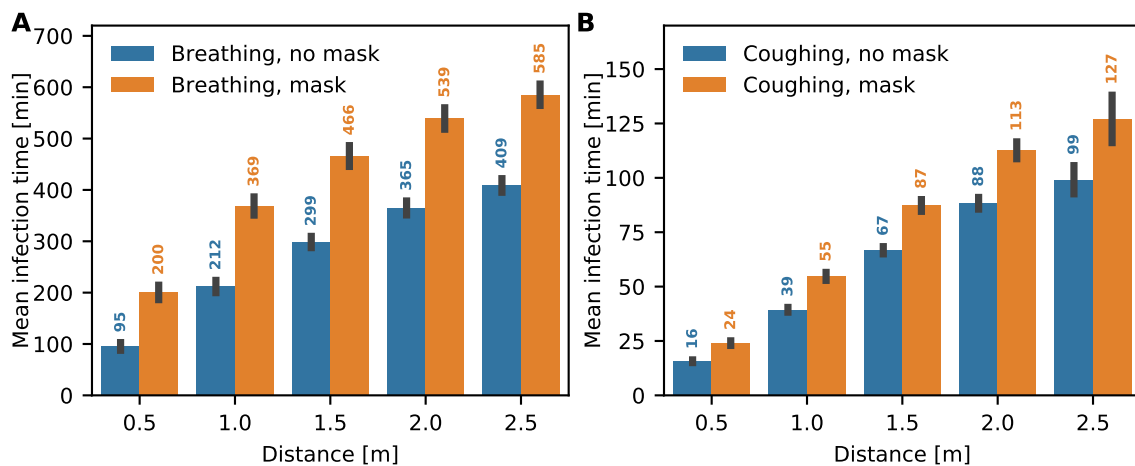 A
Mean infection time [min]
700
600
500
400
300
200
100
0
Breathing, no mask
Breathing, mask
95
200
212
369
299
466
365
539
409
585
0.5 1.0 1.5 2.0 2.5
Distance [m]
B
Mean infection time [min]
150
125
100
75
50
25
0
Coughing, no mask
Coughing, mask
16
24
39
55
67
87
88
113
99
127
0.5 1.0 1.5 2.0 2.5
Distance [m]